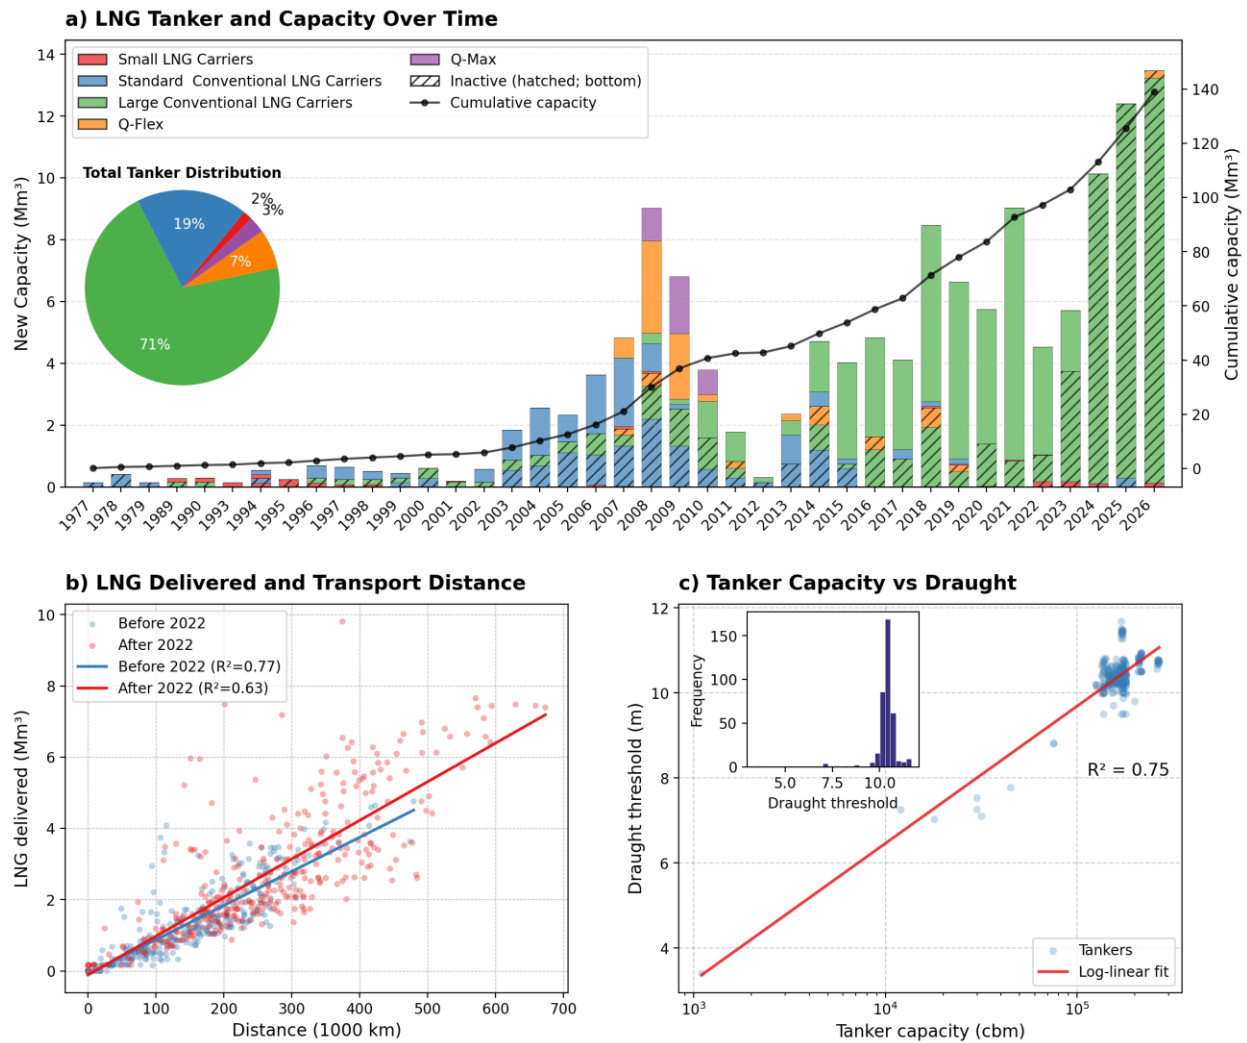 a) LNG Tanker and Capacity Over Time
New Capacity (Mm³)
14
12
10
8
6
4
2
0
Small LNG Carriers
Standard  Conventional LNG Carriers
Large Conventional LNG Carriers
Q-Flex
Q-Max
Inactive (hatched; bottom)
Cumulative capacity
Total Tanker Distribution
2%
3%
19%
7%
71%
140
120
100
80
60
40
20
0
Cumulative capacity (Mm³)
1977
1978
1979
1989
1990
1993
1994
1995
1996
1997
1998
1999
2000
2001
2002
2003
2004
2005
2006
2007
2008
2009
2010
2011
2012
2013
2014
2015
2016
2017
2018
2019
2020
2021
2022
2023
2024
2025
2026
b) LNG Delivered and Transport Distance
LNG delivered (Mm³)
10
8
6
4
2
0
Before 2022
After 2022
Before 2022 (R²=0.77)
After 2022 (R²=0.63)
0 100 200 300 400 500 600 700
Distance (1000 km)
c) Tanker Capacity vs Draught
Draught threshold (m)
12
10
8
6
4
Frequency
150
100
50
0
5.0 7.5 10.0
Draught threshold
R² = 0.75
Tankers
Log-linear fit
10³ 10⁴ 10⁵
Tanker capacity (cbm)